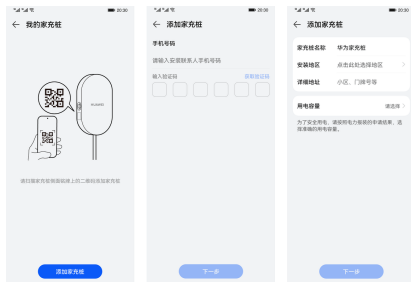 20:30
我的家充桩
HUAWEI
请扫描家充桩侧面铭牌上的二维码添加家充桩
添加家充桩
20:30
添加家充桩
手机号码
请输入安装联系人手机号码
输入验证码
获取验证码
下一步
20:30
添加家充桩
家充桩名称 华为家充桩
安装地区 点击此处选择地区
详细地址 小区、门牌号等
用电容量 请选择
为了安全用电，请按照电力报装的申请结果，选
择准确的用电容量。
下一步